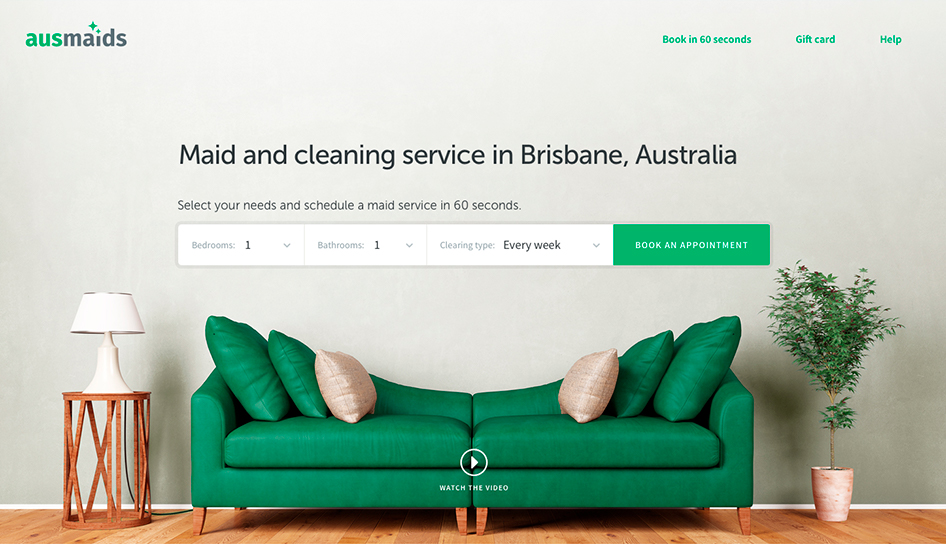 ausmaids
Book in 60 seconds
Gift card
Help
Maid and cleaning service in Brisbane, Australia
Select your needs and schedule a maid service in 60 seconds.
Bedrooms: 1
Bathrooms: 1
Clearing type: Every week
BOOK AN APPOINTMENT
WATCH THE VIDEO